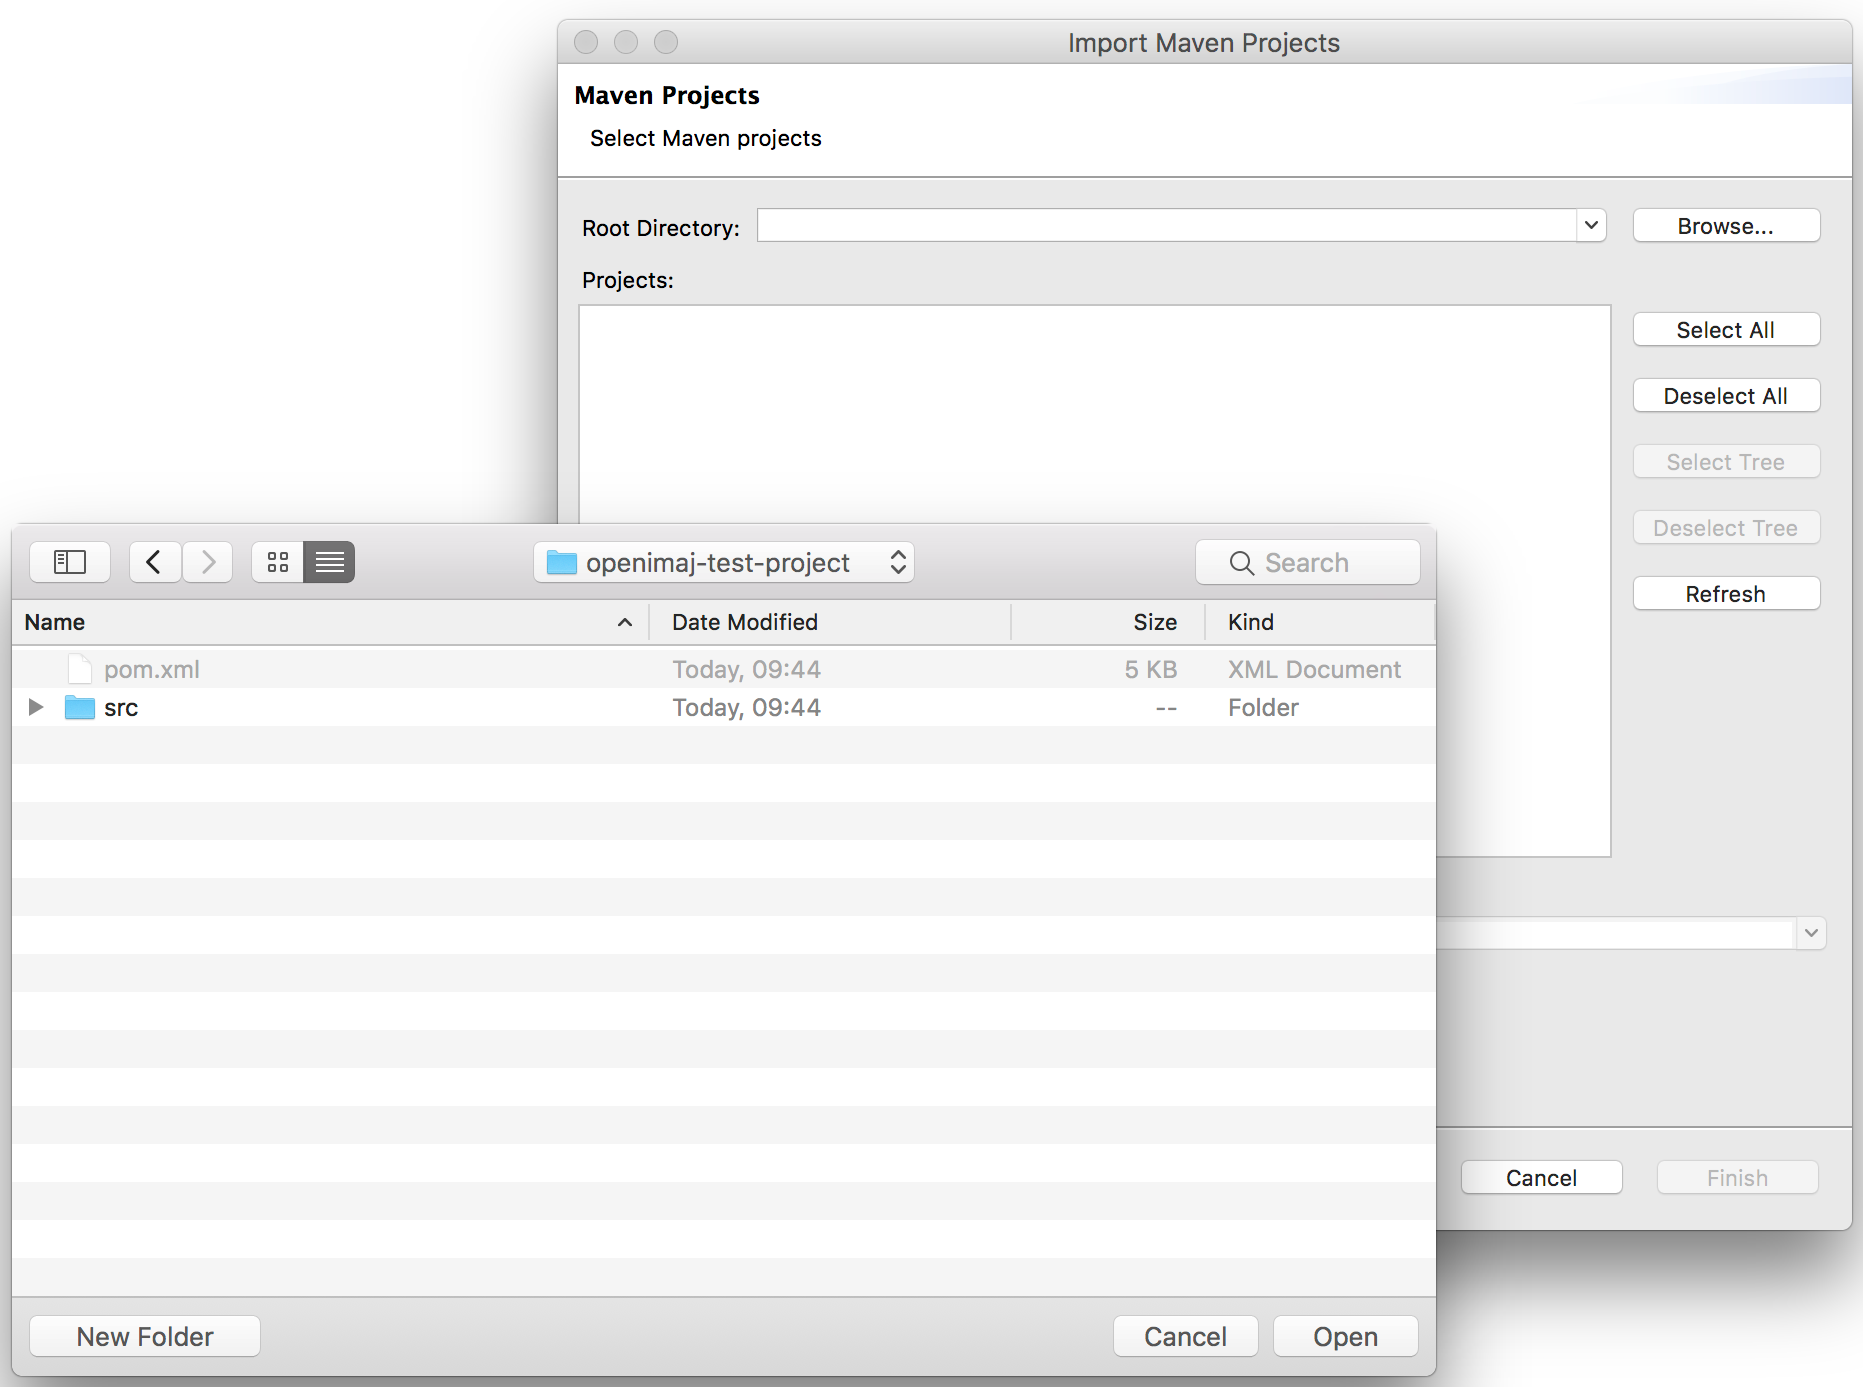 Import Maven Projects
Maven Projects
Select Maven projects
Root Directory:
Browse...
Projects:
Select All
Deselect All
Select Tree
Deselect Tree
Refresh
Cancel
Finish
openimaj-test-project
Search
Name Date Modified Size Kind
pom.xml Today, 09:44 5 KB XML Document
src Today, 09:44 -- Folder
New Folder
Cancel
Open